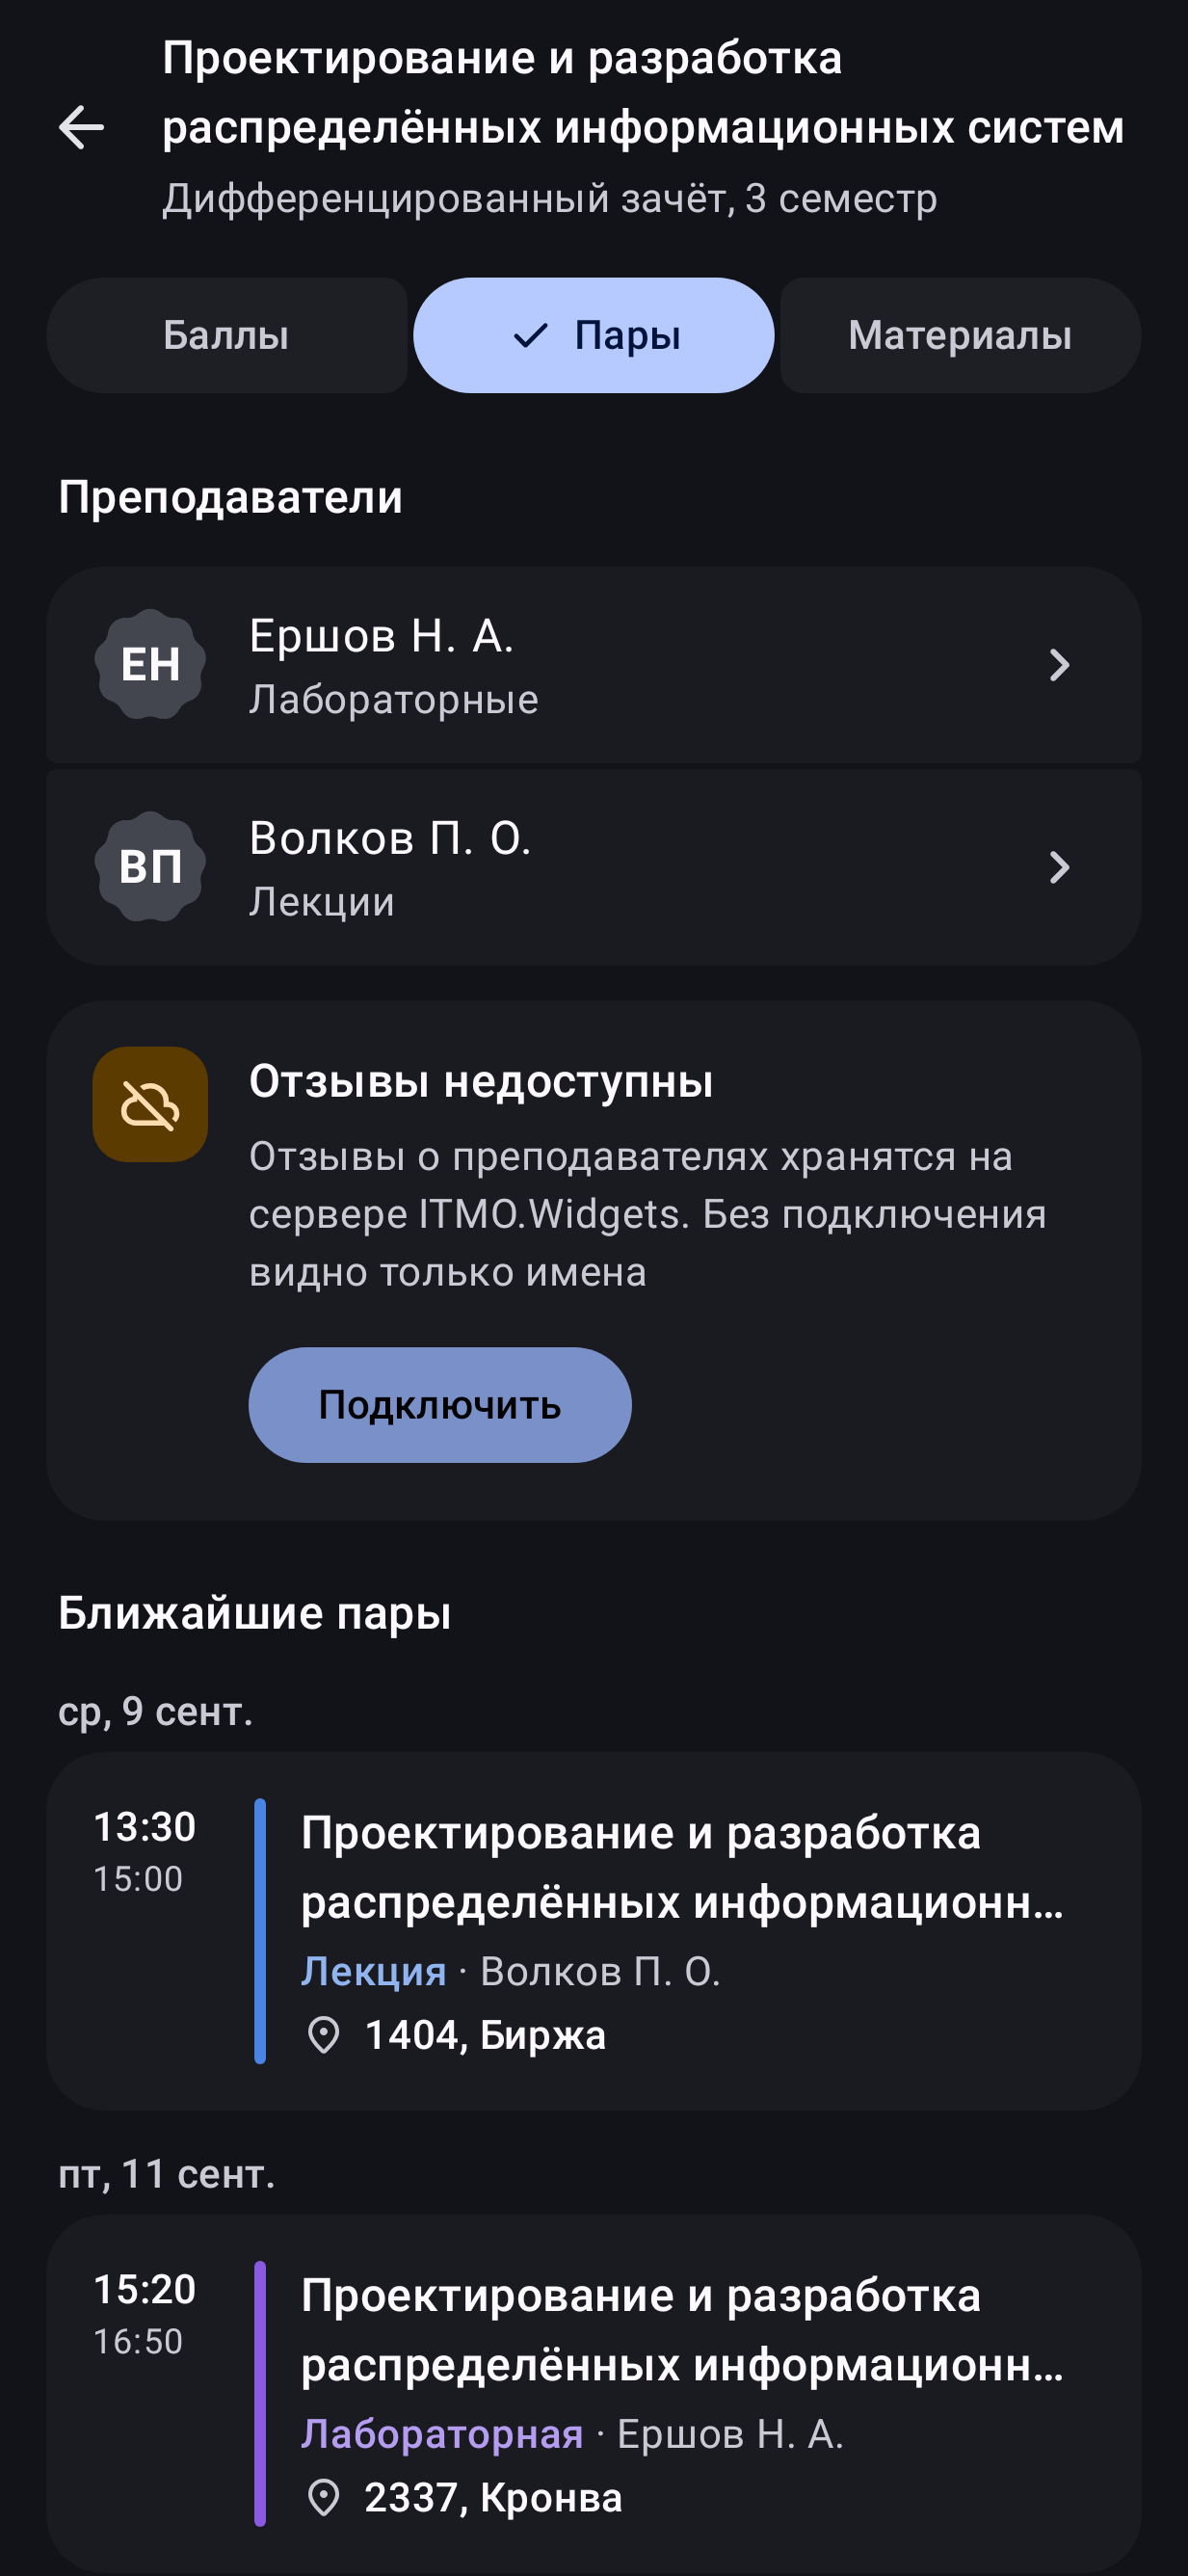 Проектирование и разработка
распределённых информационных систем
Дифференцированный зачёт, 3 семестр
Баллы
Пары
Материалы
Преподаватели
ЕН
Ершов Н. А.
Лабораторные
ВП
Волков П. О.
Лекции
Отзывы недоступны
Отзывы о преподавателях хранятся на
сервере ITMO.Widgets. Без подключения
видно только имена
Подключить
Ближайшие пары
ср, 9 сент.
13:30
15:00
Проектирование и разработка
распределённых информационн…
Лекция · Волков П. О.
1404, Биржа
пт, 11 сент.
15:20
16:50
Проектирование и разработка
распределённых информационн…
Лабораторная · Ершов Н. А.
2337, Кронва